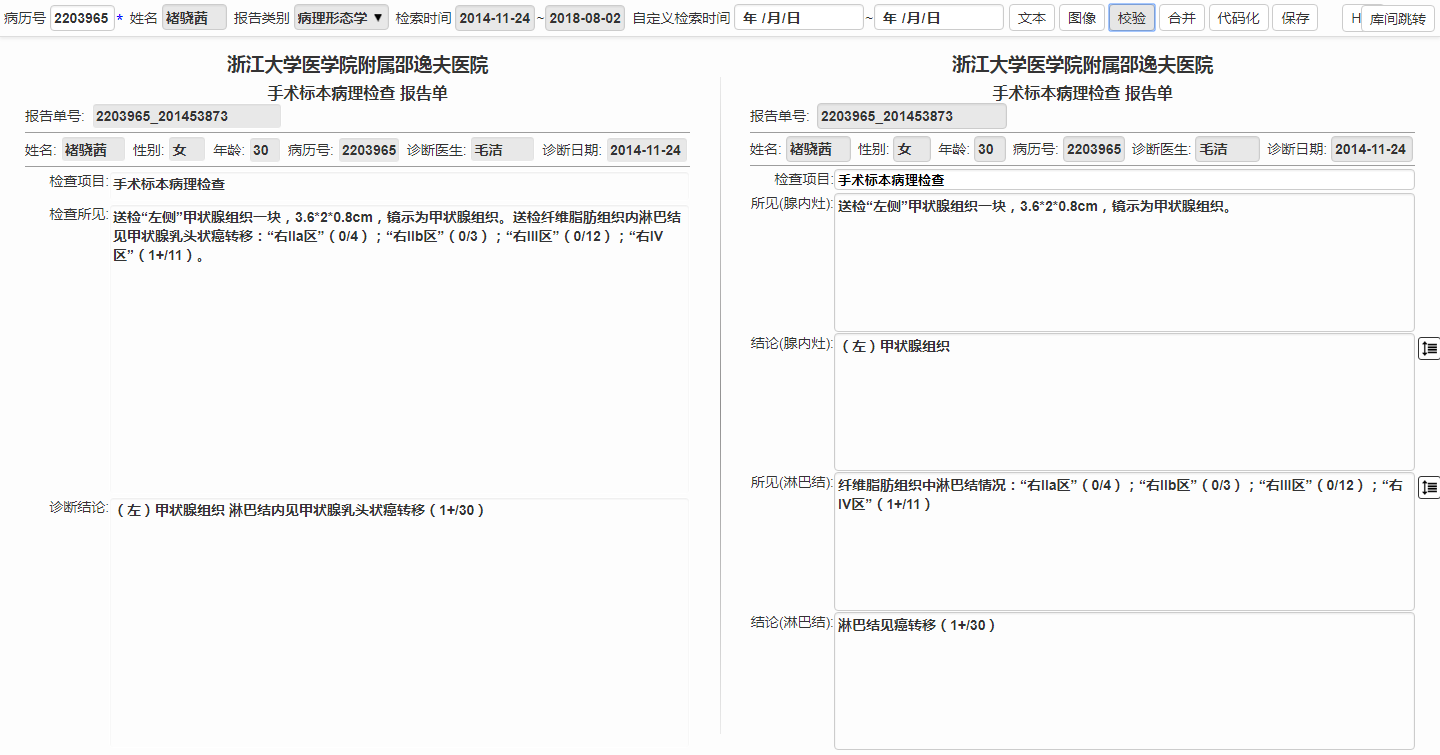 病历号 2203965 * 姓名 褚骁茜 报告类别 病理形态学 ▼ 检索时间 2014-11-24 ~ 2018-08-02 自定义检索时间 年 /月/日 ~ 年 /月/日 文本 图像 校验 合并 代码化 保存 H 库间跳转
浙江大学医学院附属邵逸夫医院
手术标本病理检查 报告单
报告单号: 2203965_201453873
姓名: 褚骁茜 性别: 女 年龄: 30 病历号: 2203965 诊断医生: 毛洁 诊断日期: 2014-11-24
检查项目: 手术标本病理检查
检查所见: 送检“左侧”甲状腺组织一块，3.6*2*0.8cm，镜示为甲状腺组织。送检纤维脂肪组织内淋巴结
见甲状腺乳头状癌转移：“右IIa区”（0/4）；“右IIb区”（0/3）；“右III区”（0/12）；“右IV
区”（1+/11）。
诊断结论: （左）甲状腺组织 淋巴结内见甲状腺乳头状癌转移（1+/30）
浙江大学医学院附属邵逸夫医院
手术标本病理检查 报告单
报告单号: 2203965_201453873
姓名: 褚骁茜 性别: 女 年龄: 30 病历号: 2203965 诊断医生: 毛洁 诊断日期: 2014-11-24
检查项目: 手术标本病理检查
所见(腺内灶): 送检“左侧”甲状腺组织一块，3.6*2*0.8cm，镜示为甲状腺组织。
结论(腺内灶): （左）甲状腺组织
所见(淋巴结): 纤维脂肪组织中淋巴结情况：“右IIa区”（0/4）；“右IIb区”（0/3）；“右III区”（0/12）；“右
IV区”（1+/11）
结论(淋巴结): 淋巴结见癌转移（1+/30）